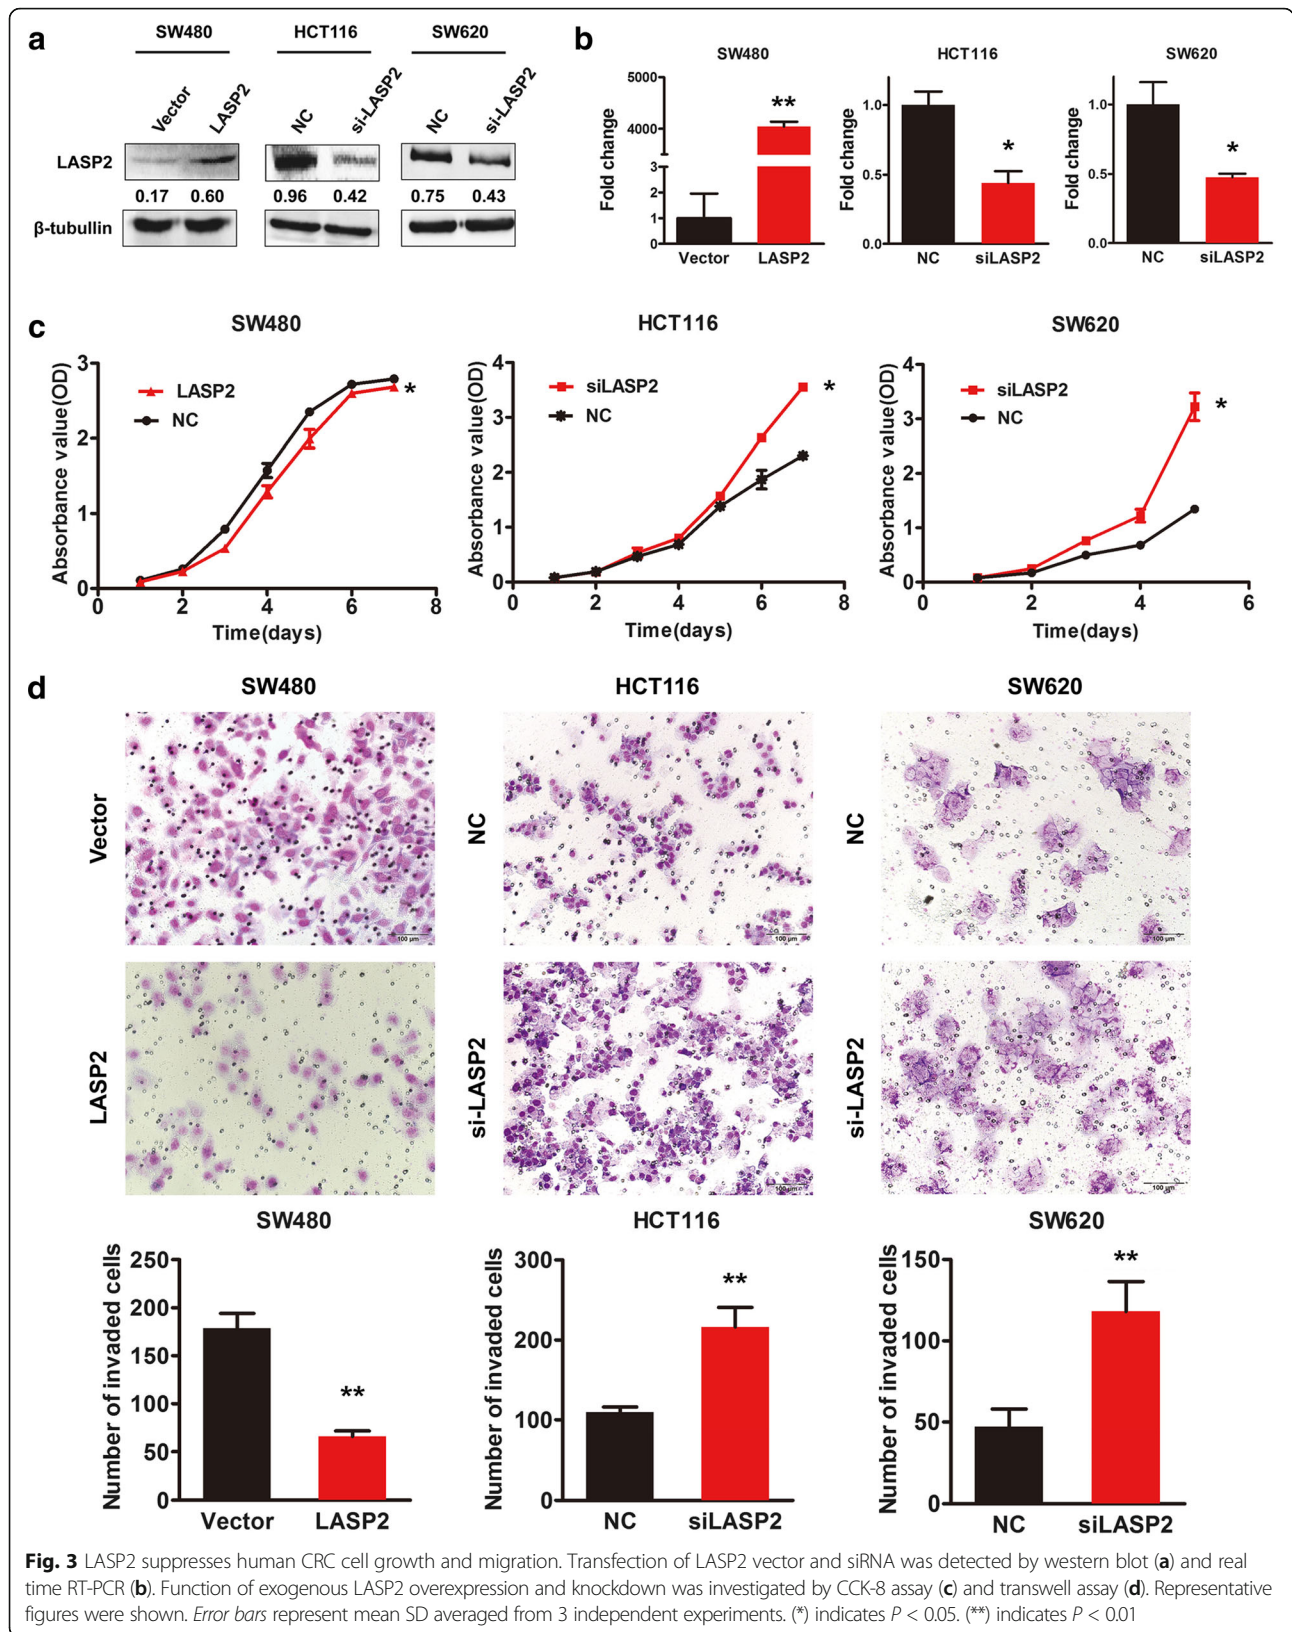 a
SW480 HCT116 SW620
Vector LASP2 NC si-LASP2 NC si-LASP2
LASP2
0.17 0.60 0.96 0.42 0.75 0.43
β-tubullin
b
SW480
Fold change
5000
4000
3
2
1
0
**
Vector LASP2
HCT116
Fold change
1.0
0.5
0.0
*
NC siLASP2
SW620
Fold change
1.0
0.5
0.0
*
NC siLASP2
c
SW480
Absorbance value(OD)
3
2
1
0
LASP2
NC
*
0 2 4 6 8
Time(days)
HCT116
Absorbance value(OD)
4
3
2
1
0
siLASP2
NC
*
0 2 4 6 8
Time(days)
SW620
Absorbance value(OD)
4
3
2
1
0
siLASP2
NC
*
0 2 4 6
Time(days)
d
SW480 HCT116 SW620
Vector
100 µm
NC
100 µm
NC
100 µm
LASP2
si-LASP2
100 µm
si-LASP2
100 µm
SW480
Number of invaded cells
250
200
150
100
50
0
**
Vector LASP2
HCT116
Number of invaded cells
300
200
100
0
**
NC siLASP2
SW620
Number of invaded cells
150
100
50
0
**
NC siLASP2
Fig. 3 LASP2 suppresses human CRC cell growth and migration. Transfection of LASP2 vector and siRNA was detected by western blot (a) and real
time RT-PCR (b). Function of exogenous LASP2 overexpression and knockdown was investigated by CCK-8 assay (c) and transwell assay (d). Representative
figures were shown. Error bars represent mean SD averaged from 3 independent experiments. (*) indicates P < 0.05. (**) indicates P < 0.01